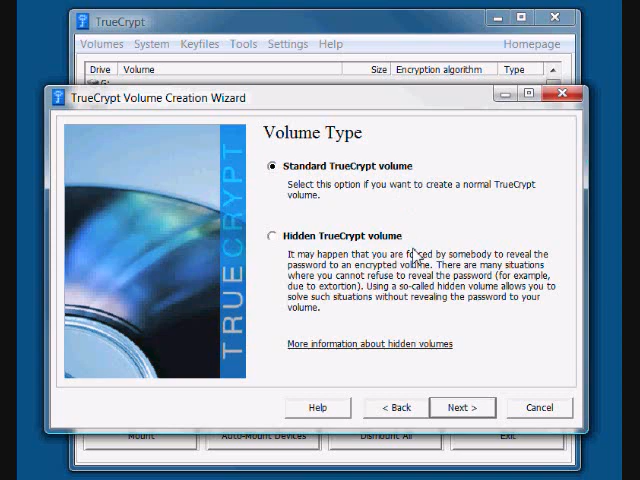 TrueCrypt
Volumes System Keyfiles Tools Settings Help Homepage
Drive Volume Size Encryption algorithm Type
G:
TrueCrypt Volume Creation Wizard
TRUECRYPT
Volume Type
Standard TrueCrypt volume
Select this option if you want to create a normal TrueCrypt
volume.
Hidden TrueCrypt volume
It may happen that you are forced by somebody to reveal the
password to an encrypted volume. There are many situations
where you cannot refuse to reveal the password (for example,
due to extortion). Using a so-called hidden volume allows you to
solve such situations without revealing the password to your
volume.
More information about hidden volumes
Help < Back Next > Cancel
Mount Auto-Mount Devices Dismount All Exit